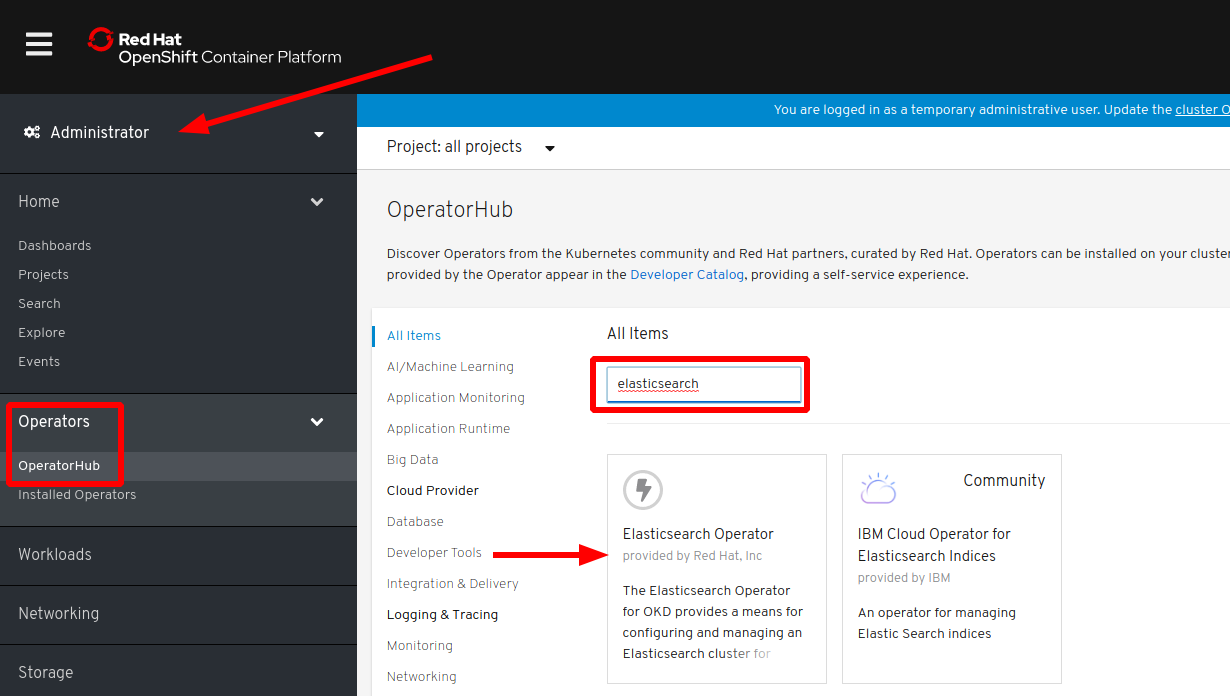 Red Hat
OpenShift Container Platform
Administrator
Home
Dashboards
Projects
Search
Explore
Events
Operators
OperatorHub
Installed Operators
Workloads
Networking
Storage
You are logged in as a temporary administrative user. Update the cluster O
Project: all projects
OperatorHub
Discover Operators from the Kubernetes community and Red Hat partners, curated by Red Hat. Operators can be installed on your cluster
provided by the Operator appear in the Developer Catalog, providing a self-service experience.
All Items
AI/Machine Learning
Application Monitoring
Application Runtime
Big Data
Cloud Provider
Database
Developer Tools
Integration & Delivery
Logging & Tracing
Monitoring
Networking
All Items
elasticsearch
Elasticsearch Operator
provided by Red Hat, Inc
The Elasticsearch Operator
for OKD provides a means for
configuring and managing an
Elasticsearch cluster for
Community
IBM Cloud Operator for
Elasticsearch Indices
provided by IBM
An operator for managing
Elastic Search indices